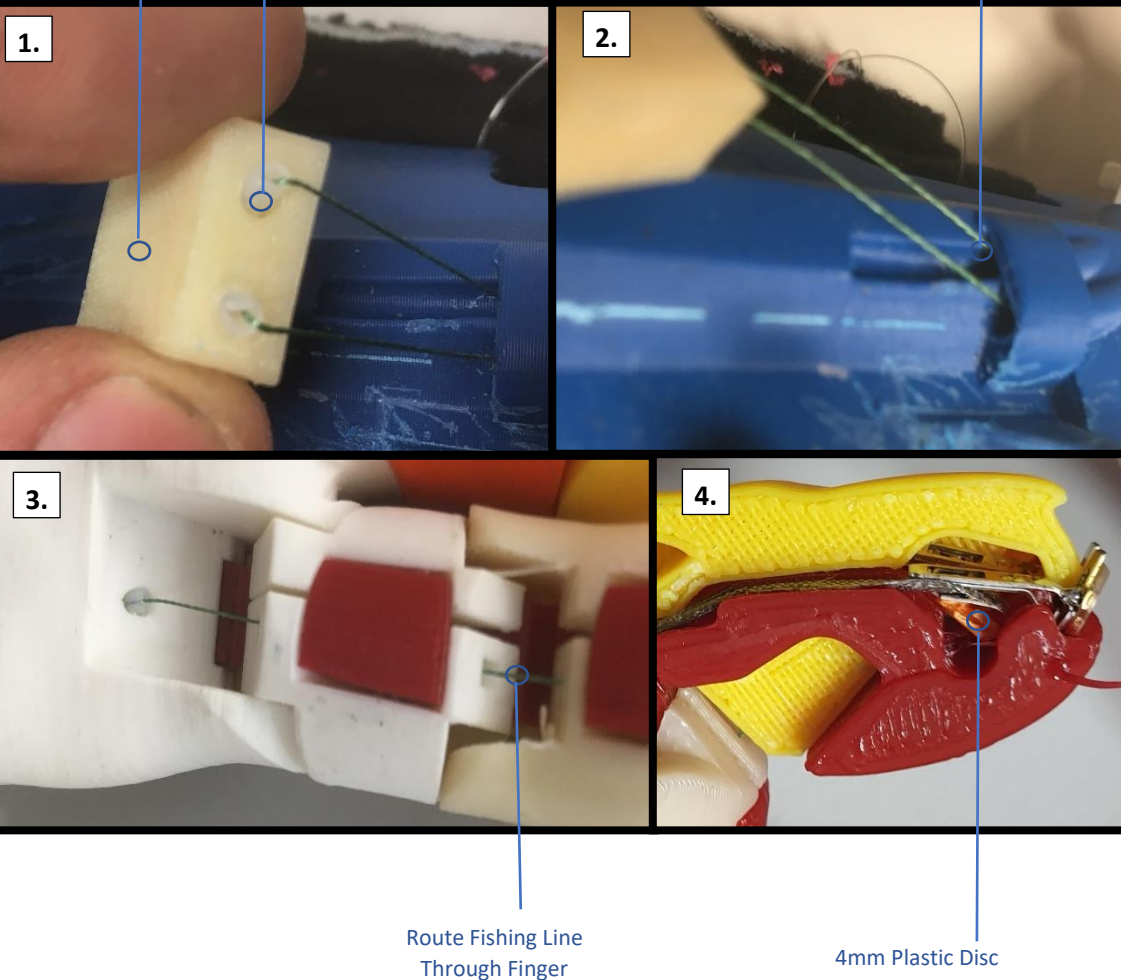 1.
2.
3.
4.
Route Fishing Line
Through Finger
4mm Plastic Disc